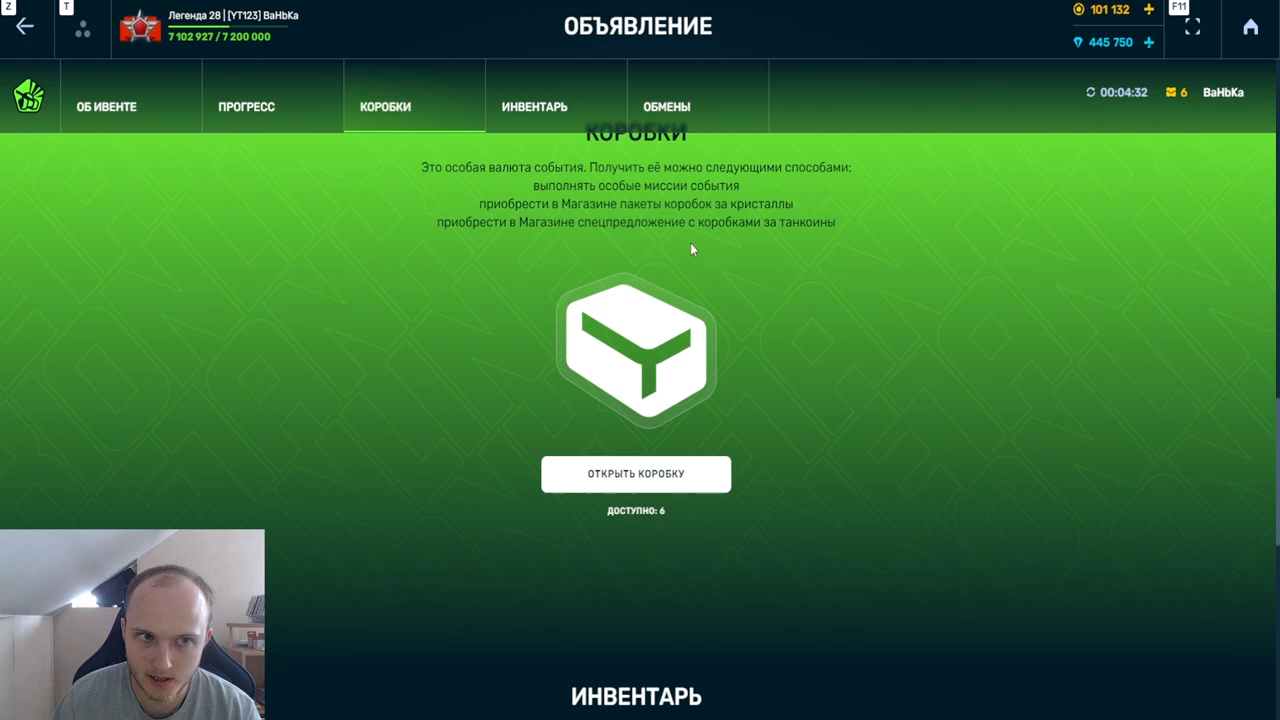 Z
T
Легенда 28 | [YT123] BaHbKa
7 102 927 / 7 200 000
ОБЪЯВЛЕНИЕ
101 132
445 750
F11
ОБ ИВЕНТЕ
ПРОГРЕСС
КОРОБКИ
ИНВЕНТАРЬ
ОБМЕНЫ
00:04:32
6
BaHbKa
КОРОБКИ
Это особая валюта события. Получить её можно следующими способами:
выполнять особые миссии события
приобрести в Магазине пакеты коробок за кристаллы
приобрести в Магазине спецпредложение с коробками за танкоины
ОТКРЫТЬ КОРОБКУ
ДОСТУПНО: 6
ИНВЕНТАРЬ